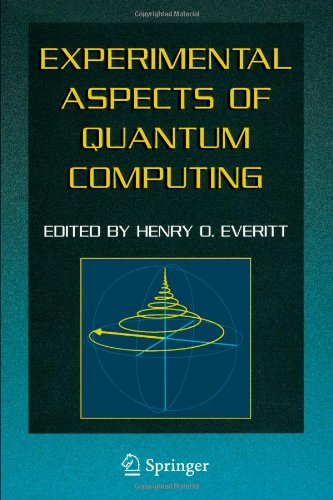 EXPERIMENTAL
ASPECTS OF
QUANTUM
COMPUTING
EDITED BY HENRY O. EVERITT
Springer